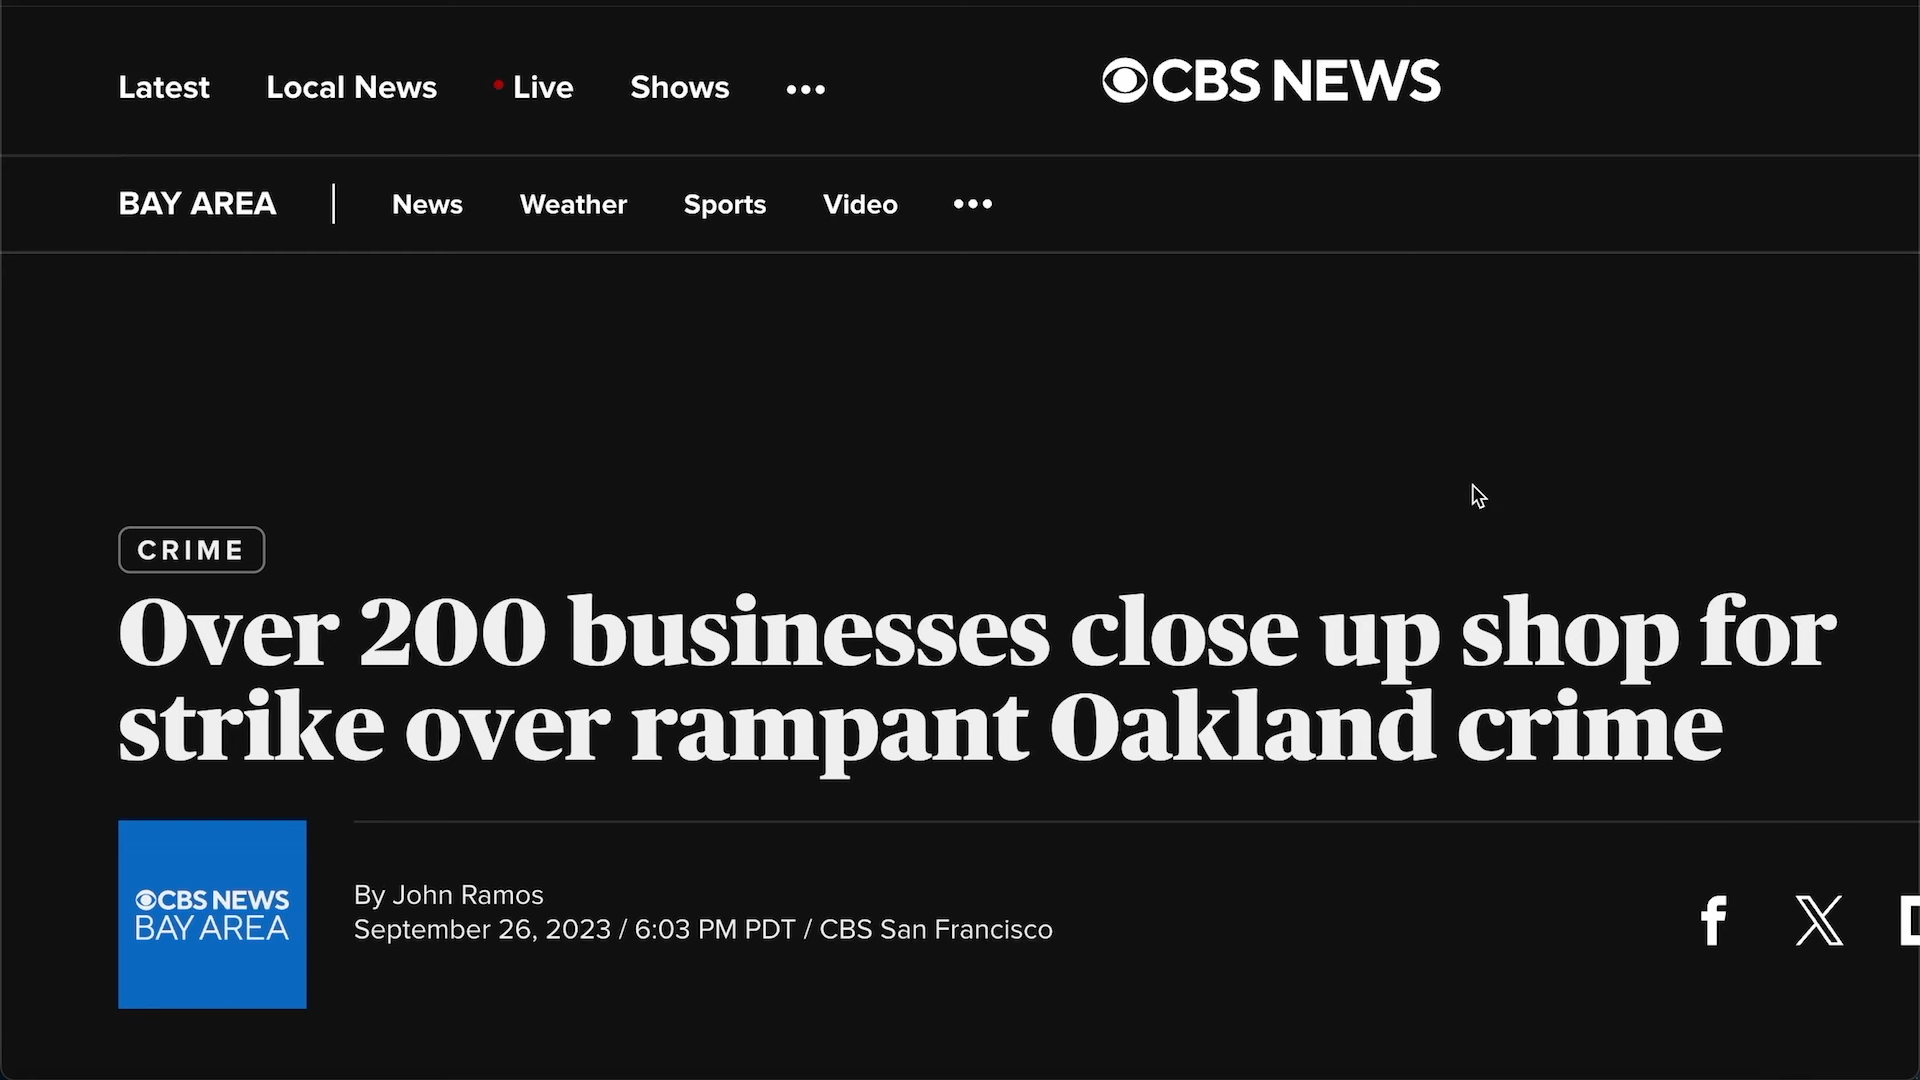 Latest Local News Live Shows •••
CBS NEWS
BAY AREA | News Weather Sports Video •••
CRIME
Over 200 businesses close up shop for
strike over rampant Oakland crime
CBS NEWS
BAY AREA
By John Ramos
September 26, 2023 / 6:03 PM PDT / CBS San Francisco